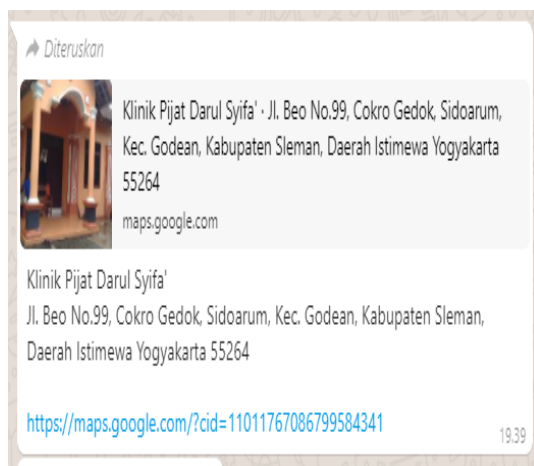 Diteruskan
Klinik Pijat Darul Syifa' · Jl. Beo No.99, Cokro Gedok, Sidoarum,
Kec. Godean, Kabupaten Sleman, Daerah Istimewa Yogyakarta
55264
maps.google.com
Klinik Pijat Darul Syifa'
Jl. Beo No.99, Cokro Gedok, Sidoarum, Kec. Godean, Kabupaten Sleman,
Daerah Istimewa Yogyakarta 55264
https://maps.google.com/?cid=11011767086799584341
19.39